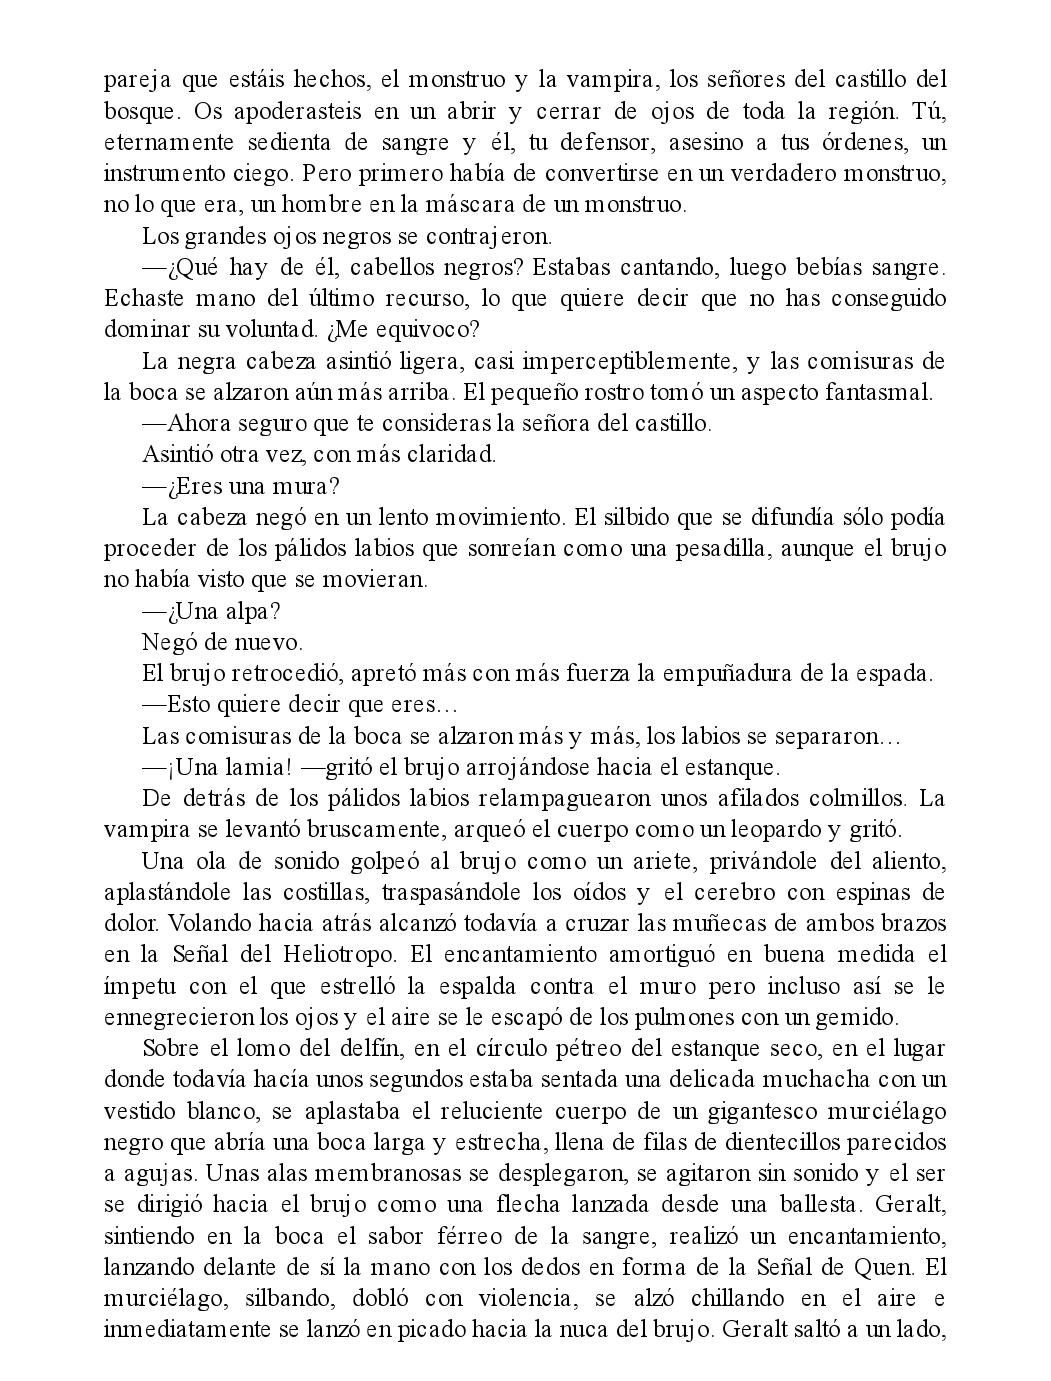 pareja que estáis hechos, el monstruo y la vampira, los señores del castillo del
bosque. Os apoderasteis en un abrir y cerrar de ojos de toda la región. Tú,
eternamente sedienta de sangre y él, tu defensor, asesino a tus órdenes, un
instrumento ciego. Pero primero había de convertirse en un verdadero monstruo,
no lo que era, un hombre en la máscara de un monstruo.
Los grandes ojos negros se contrajeron.
—¿Qué hay de él, cabellos negros? Estabas cantando, luego bebías sangre.
Echaste mano del último recurso, lo que quiere decir que no has conseguido
dominar su voluntad. ¿Me equivoco?
La negra cabeza asintió ligera, casi imperceptiblemente, y las comisuras de
la boca se alzaron aún más arriba. El pequeño rostro tomó un aspecto fantasmal.
—Ahora seguro que te consideras la señora del castillo.
Asintió otra vez, con más claridad.
—¿Eres una mura?
La cabeza negó en un lento movimiento. El silbido que se difundía sólo podía
proceder de los pálidos labios que sonreían como una pesadilla, aunque el brujo
no había visto que se movieran.
—¿Una alpa?
Negó de nuevo.
El brujo retrocedió, apretó más con más fuerza la empuñadura de la espada.
—Esto quiere decir que eres…
Las comisuras de la boca se alzaron más y más, los labios se separaron…
—¡Una lamia! —gritó el brujo arrojándose hacia el estanque.
De detrás de los pálidos labios relampaguearon unos afilados colmillos. La
vampira se levantó bruscamente, arqueó el cuerpo como un leopardo y gritó.
Una ola de sonido golpeó al brujo como un ariete, privándole del aliento,
aplastándole las costillas, traspasándole los oídos y el cerebro con espinas de
dolor. Volando hacia atrás alcanzó todavía a cruzar las muñecas de ambos brazos
en la Señal del Heliotropo. El encantamiento amortiguó en buena medida el
ímpetu con el que estrelló la espalda contra el muro pero incluso así se le
ennegrecieron los ojos y el aire se le escapó de los pulmones con un gemido.
Sobre el lomo del delfín, en el círculo pétreo del estanque seco, en el lugar
donde todavía hacía unos segundos estaba sentada una delicada muchacha con un
vestido blanco, se aplastaba el reluciente cuerpo de un gigantesco murciélago
negro que abría una boca larga y estrecha, llena de filas de dientecillos parecidos
a agujas. Unas alas membranosas se desplegaron, se agitaron sin sonido y el ser
se dirigió hacia el brujo como una flecha lanzada desde una ballesta. Geralt,
sintiendo en la boca el sabor férreo de la sangre, realizó un encantamiento,
lanzando delante de sí la mano con los dedos en forma de la Señal de Quen. El
murciélago, silbando, dobló con violencia, se alzó chillando en el aire e
inmediatamente se lanzó en picado hacia la nuca del brujo. Geralt saltó a un lado,